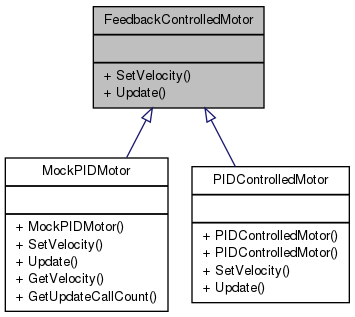 FeedbackControlledMotor
+ SetVelocity()
+ Update()
MockPIDMotor
+ MockPIDMotor()
+ SetVelocity()
+ Update()
+ GetVelocity()
+ GetUpdateCallCount()
PIDControlledMotor
+ PIDControlledMotor()
+ PIDControlledMotor()
+ SetVelocity()
+ Update()